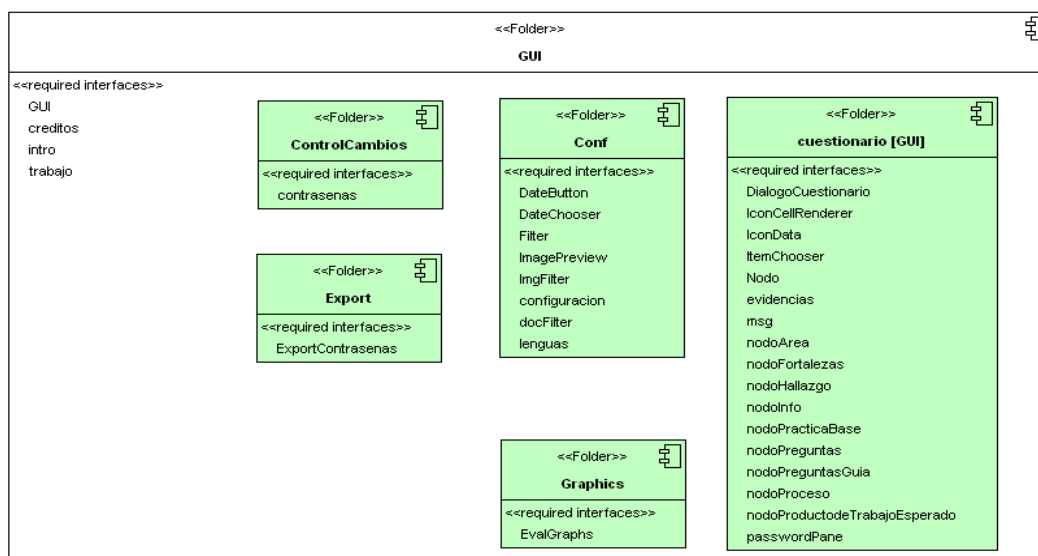 <<Folder>>
GUI
<<required interfaces>>
GUI
creditos
intro
trabajo
<<Folder>>
ControlCambios
<<required interfaces>>
contrasenas
<<Folder>>
Export
<<required interfaces>>
ExportContrasenas
<<Folder>>
Conf
<<required interfaces>>
DateButton
DateChooser
Filter
ImagePreview
ImgFilter
configuracion
docFilter
lenguas
<<Folder>>
Graphics
<<required interfaces>>
EvalGraphs
<<Folder>>
cuestionario [GUI]
<<required interfaces>>
DialogoCuestionario
IconCellRenderer
IconData
ItemChooser
Nodo
evidencias
msg
nodoArea
nodoFortalezas
nodoHallazgo
nodoInfo
nodoPracticaBase
nodoPreguntas
nodoPreguntasGuia
nodoProceso
nodoProductodeTrabajoEsperado
passwordPane